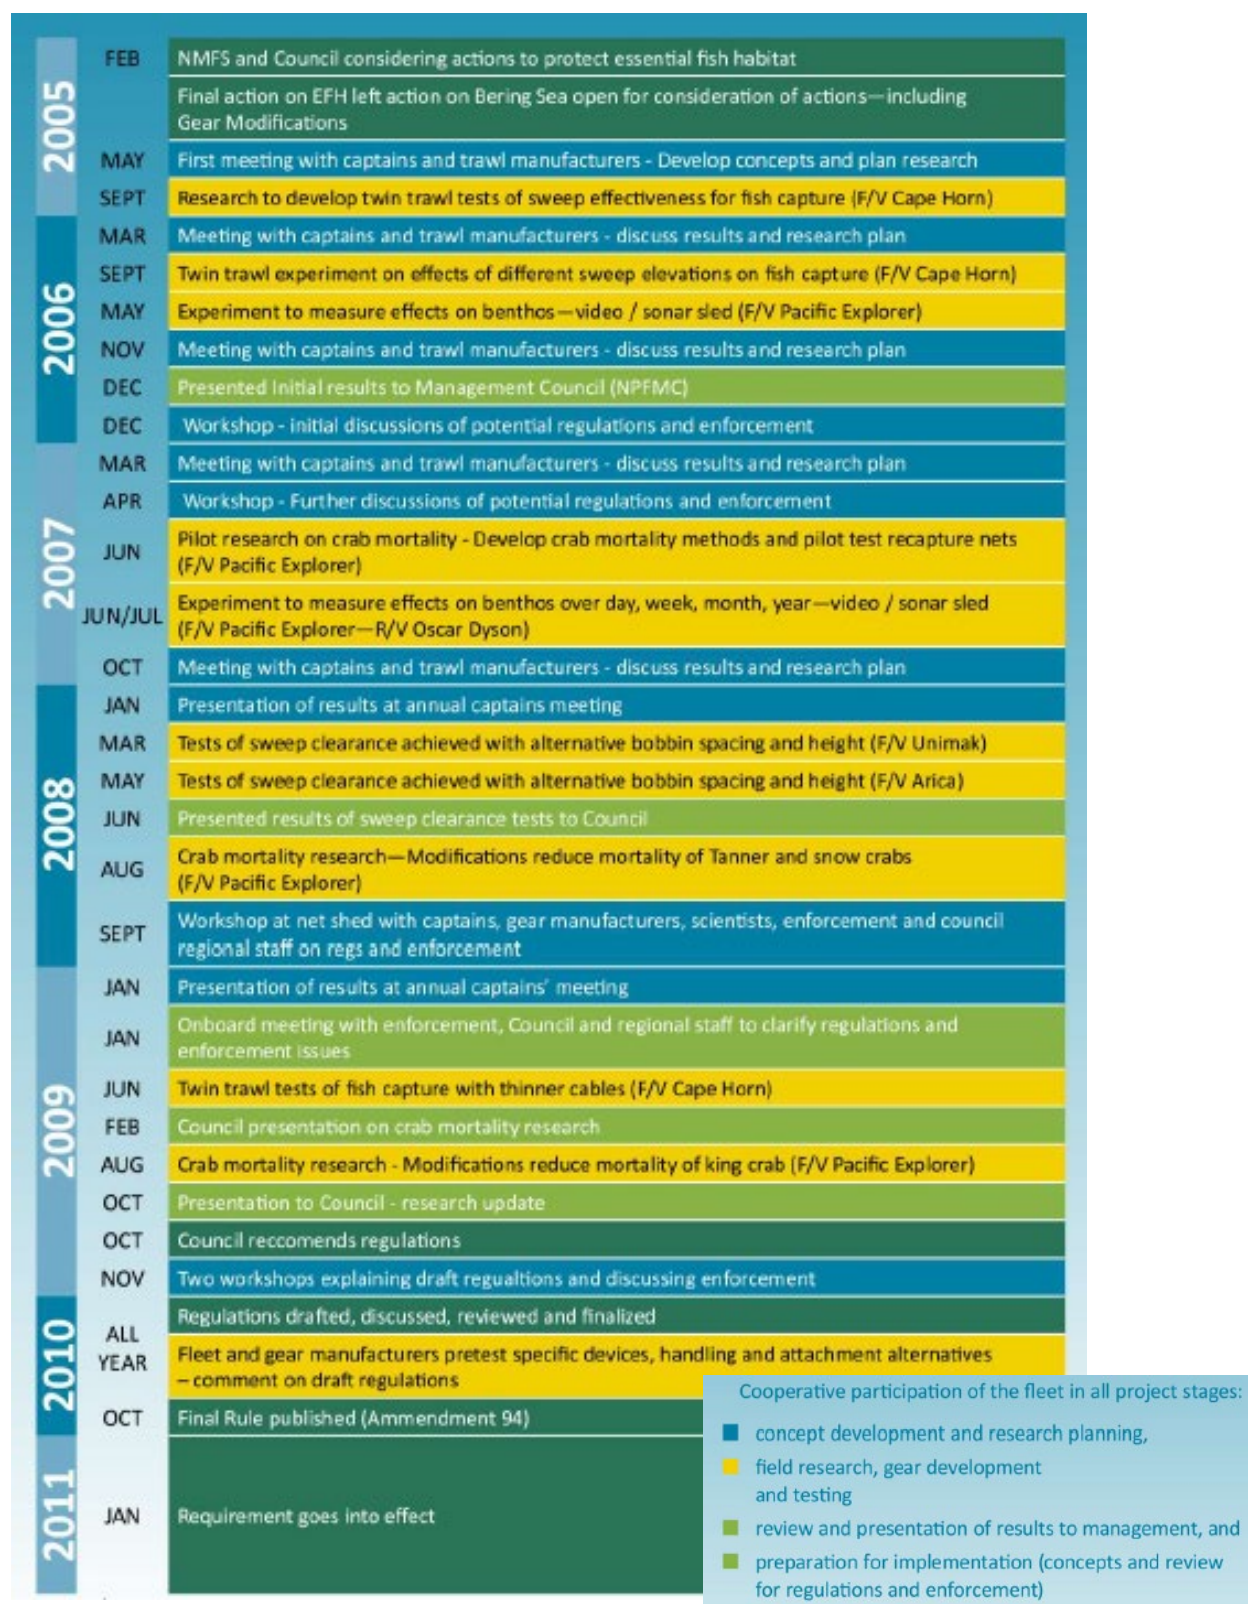 2005
FEB
NMFS and Council considering actions to protect essential fish habitat
Final action on EFH left action on Bering Sea open for consideration of actions—including
Gear Modifications
MAY
First meeting with captains and trawl manufacturers - Develop concepts and plan research
SEPT
Research to develop twin trawl tests of sweep effectiveness for fish capture (F/V Cape Horn)
2006
MAR
Meeting with captains and trawl manufacturers - discuss results and research plan
SEPT
Twin trawl experiment on effects of different sweep elevations on fish capture (F/V Cape Horn)
MAY
Experiment to measure effects on benthos—video / sonar sled (F/V Pacific Explorer)
NOV
Meeting with captains and trawl manufacturers - discuss results and research plan
DEC
Presented Initial results to Management Council (NPFMC)
DEC
Workshop - initial discussions of potential regulations and enforcement
2007
MAR
Meeting with captains and trawl manufacturers - discuss results and research plan
APR
Workshop - Further discussions of potential regulations and enforcement
JUN
Pilot research on crab mortality - Develop crab mortality methods and pilot test recapture nets
(F/V Pacific Explorer)
JUN/JUL
Experiment to measure effects on benthos over day, week, month, year—video / sonar sled
(F/V Pacific Explorer—R/V Oscar Dyson)
OCT
Meeting with captains and trawl manufacturers - discuss results and research plan
2008
JAN
Presentation of results at annual captains meeting
MAR
Tests of sweep clearance achieved with alternative bobbin spacing and height (F/V Unimak)
MAY
Tests of sweep clearance achieved with alternative bobbin spacing and height (F/V Arica)
JUN
Presented results of sweep clearance tests to Council
AUG
Crab mortality research—Modifications reduce mortality of Tanner and snow crabs
(F/V Pacific Explorer)
SEPT
Workshop at net shed with captains, gear manufacturers, scientists, enforcement and council
regional staff on regs and enforcement
2009
JAN
Presentation of results at annual captains' meeting
JAN
Onboard meeting with enforcement, Council and regional staff to clarify regulations and
enforcement issues
JUN
Twin trawl tests of fish capture with thinner cables (F/V Cape Horn)
FEB
Council presentation on crab mortality research
AUG
Crab mortality research - Modifications reduce mortality of king crab (F/V Pacific Explorer)
OCT
Presentation to Council - research update
OCT
Council reccomends regulations
NOV
Two workshops explaining draft regualtions and discussing enforcement
2010
ALL
YEAR
Regulations drafted, discussed, reviewed and finalized
Fleet and gear manufacturers pretest specific devices, handling and attachment alternatives
– comment on draft regulations
OCT
Final Rule published (Ammendment 94)
2011
JAN
Requirement goes into effect
Cooperative participation of the fleet in all project stages:
concept development and research planning,
field research, gear development
and testing
review and presentation of results to management, and
preparation for implementation (concepts and review
for regulations and enforcement)